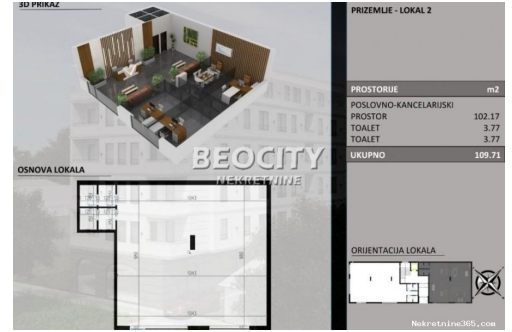 3D PRIKAZ
PRIZEMLJE - LOKAL 2
PROSTORIJE m2
POSLOVNO-KANCELARIJSKI
PROSTOR 102.17
TOALET 3.77
TOALET 3.77
UKUPNO 109.71
BEOCITY
NEKRETNINE
OSNOVA LOKALA
ORIJENTACIJA LOKALA
Nekretnine365.com